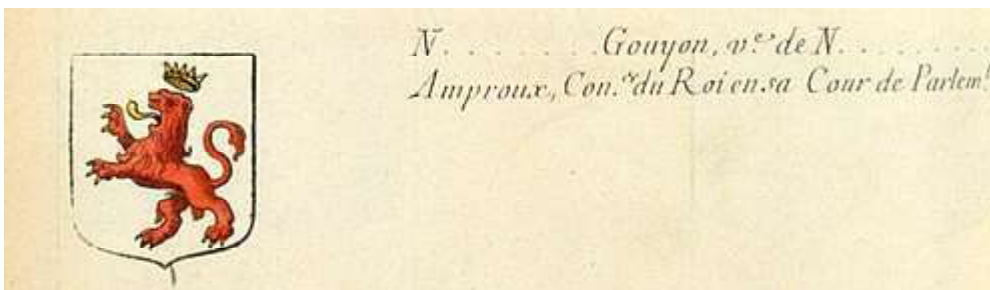 N̄. . . . . . . .Gouyon, v.e de N. . . . . . . . .
Amproux, Con.er du Roi en sa Cour de Parlem.t